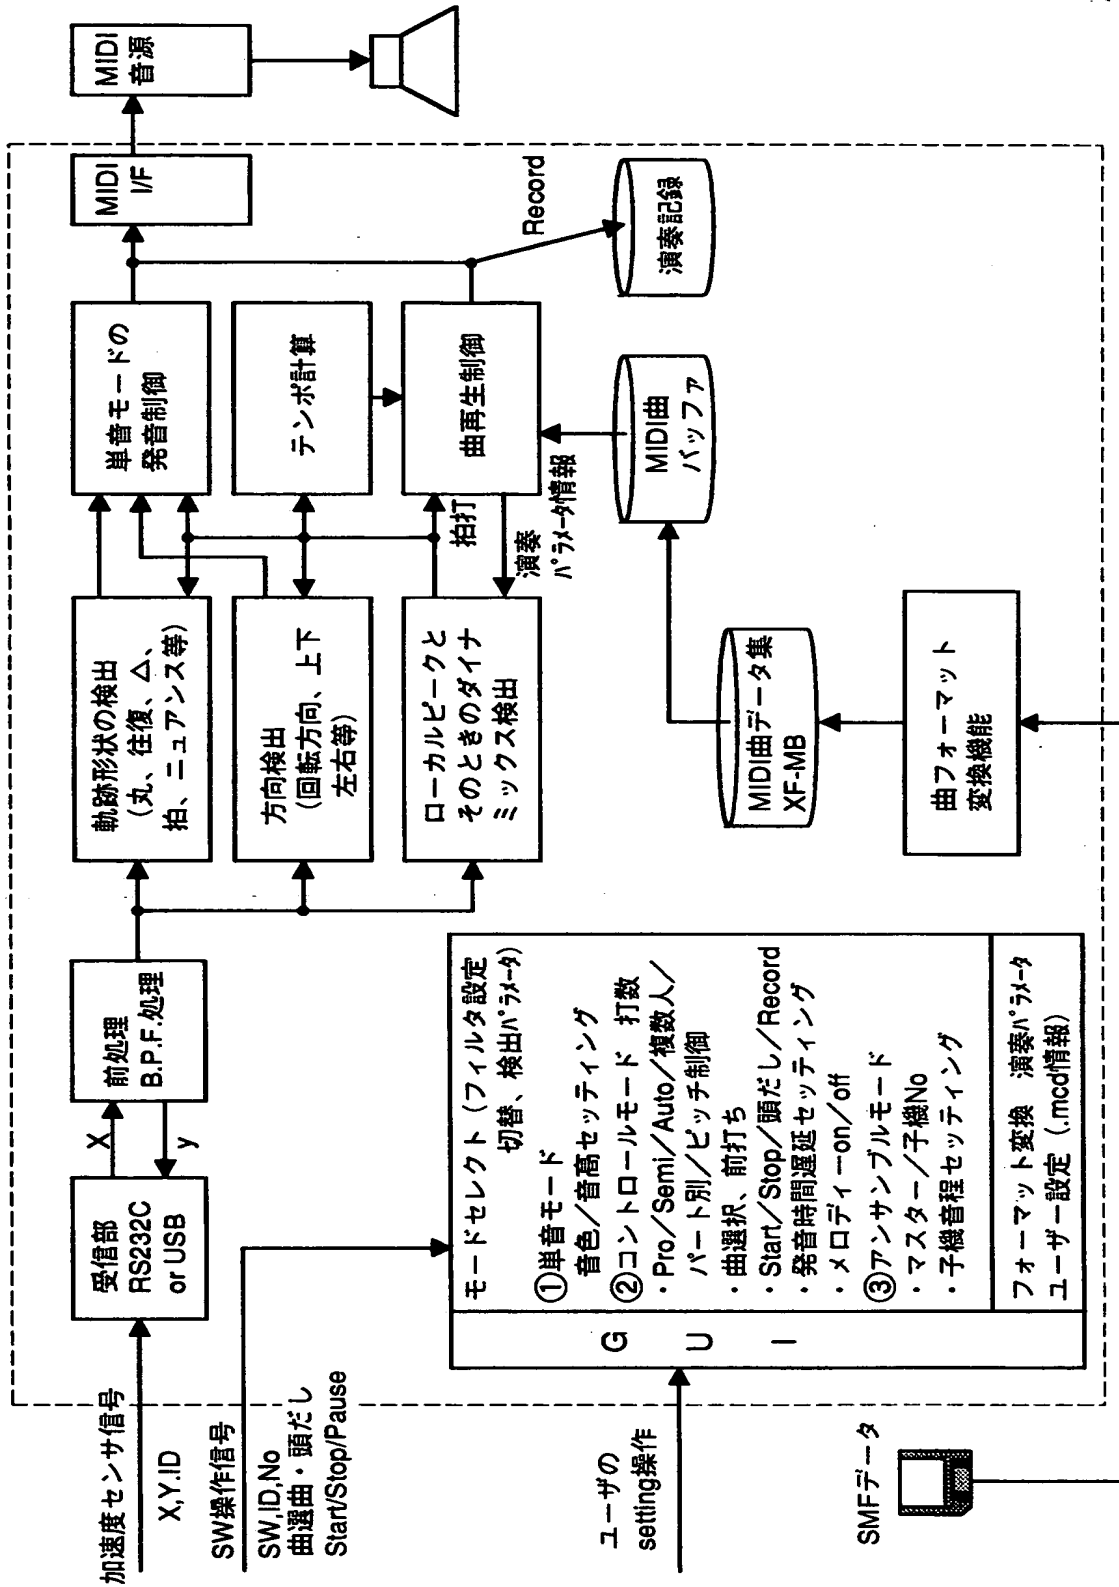 加速度センサ信号
X,Y.ID
SW操作信号
SW,ID,No
曲選曲・頭だし
Start/Stop/Pause
ユーザの
setting操作
SMFデータ
受信部
RS232C
or USB
X
y
前処理
B.P.F.処理
軌跡形状の検出
(丸、往復、△、
拍、ニュアンス等)
方向検出
(回転方向、上下
左右等)
ローカルピークと
そのときのダイナ
ミックス検出
単音モードの
発音制御
テンポ計算
曲再生制御
拍打
演奏
パラメータ情報
MIDI
I/F
MIDI
音源
Record
演奏記録
MIDI曲
バッファ
MIDI曲データ集
XF-MB
曲フォーマット
変換機能
G U I
モードセレクト(フィルタ設定
切替、検出パラメータ)
①単音モード
音色/音高セッティング
②コントロールモード 打数
・Pro/Semi/Auto/複数人/
パート別/ピッチ制御
・曲選択、前打ち
・Start/Stop/頭だし/Record
・発音時間遅延セッティング
・メロディーon/off
③アンサンブルモード
・マスター/子機No
・子機音程セッティング
フォーマット変換 演奏パラメータ
ユーザー設定(.mcd情報)